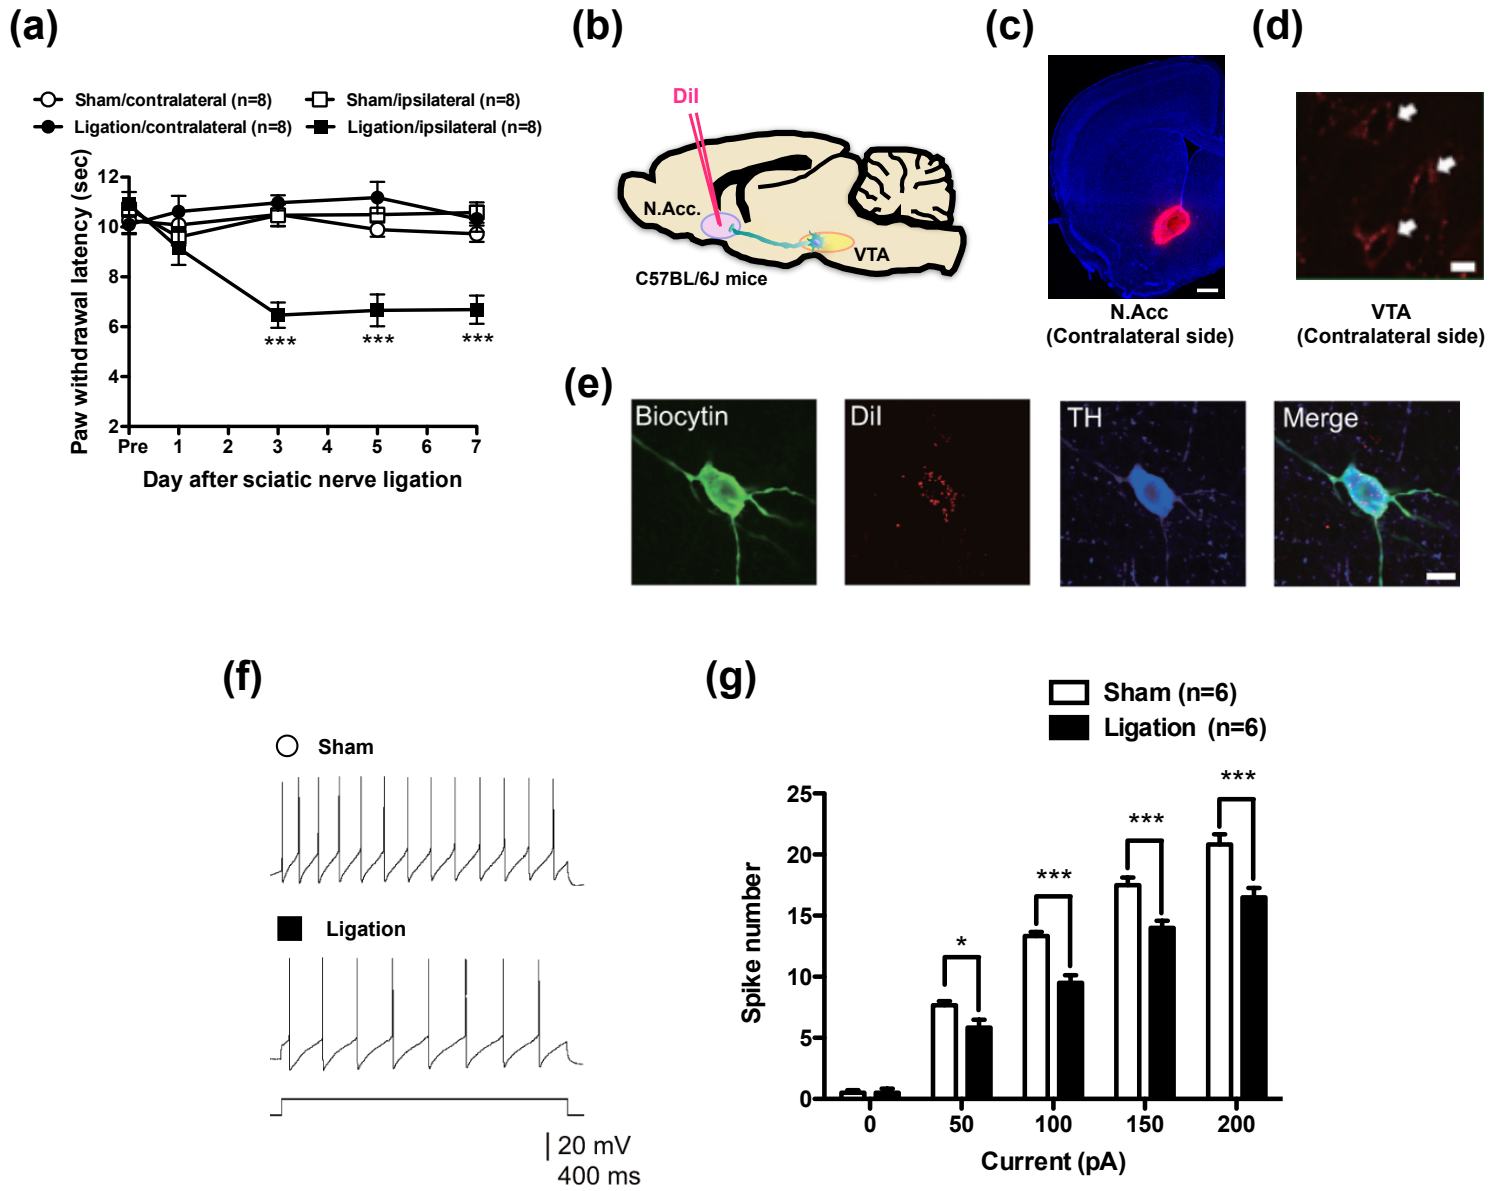 (a)
Sham/contralateral (n=8)
Sham/ipsilateral (n=8)
Ligation/contralateral (n=8)
Ligation/ipsilateral (n=8)
Paw withdrawal latency (sec)
12
10
8
6
4
2
*** *** ***
Pre 1 2 3 4 5 6 7
Day after sciatic nerve ligation
(b)
DiI
N.Acc.
VTA
C57BL/6J mice
(c)
N.Acc
(Contralateral side)
(d)
VTA
(Contralateral side)
(e)
Biocytin
DiI
TH
Merge
(f)
Sham
Ligation
20 mV
400 ms
(g)
Sham (n=6)
Ligation (n=6)
Spike number
25
20
15
10
5
0
*
***
***
***
0 50 100 150 200
Current (pA)